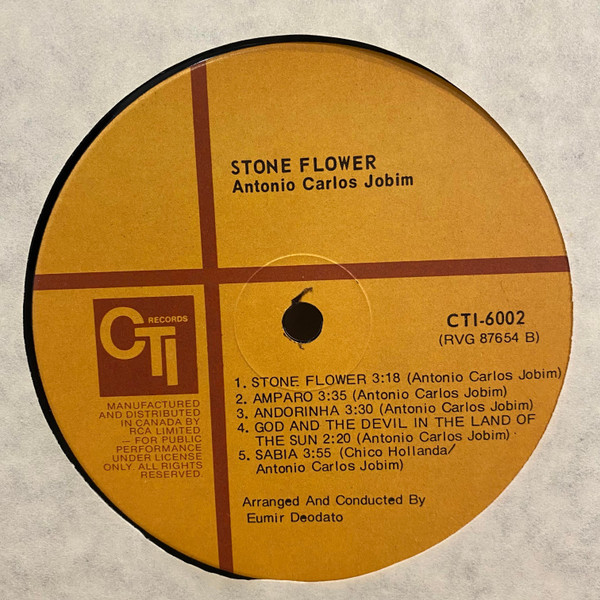 STONE FLOWER
Antonio Carlos Jobim
CTI RECORDS
MANUFACTURED
AND DISTRIBUTED
IN CANADA BY
RCA LIMITED
— FOR PUBLIC
PERFORMANCE
UNDER LICENSE
ONLY. ALL RIGHTS
RESERVED.
CTI-6002
(RVG 87654 B)
1. STONE FLOWER 3:18 (Antonio Carlos Jobim)
2. AMPARO 3:35 (Antonio Carlos Jobim)
3. ANDORINHA 3:30 (Antonio Carlos Jobim)
4. GOD AND THE DEVIL IN THE LAND OF
THE SUN 2:20 (Antonio Carlos Jobim)
5. SABIA 3:55 (Chico Hollanda/
Antonio Carlos Jobim)
Arranged And Conducted By
Eumir Deodato